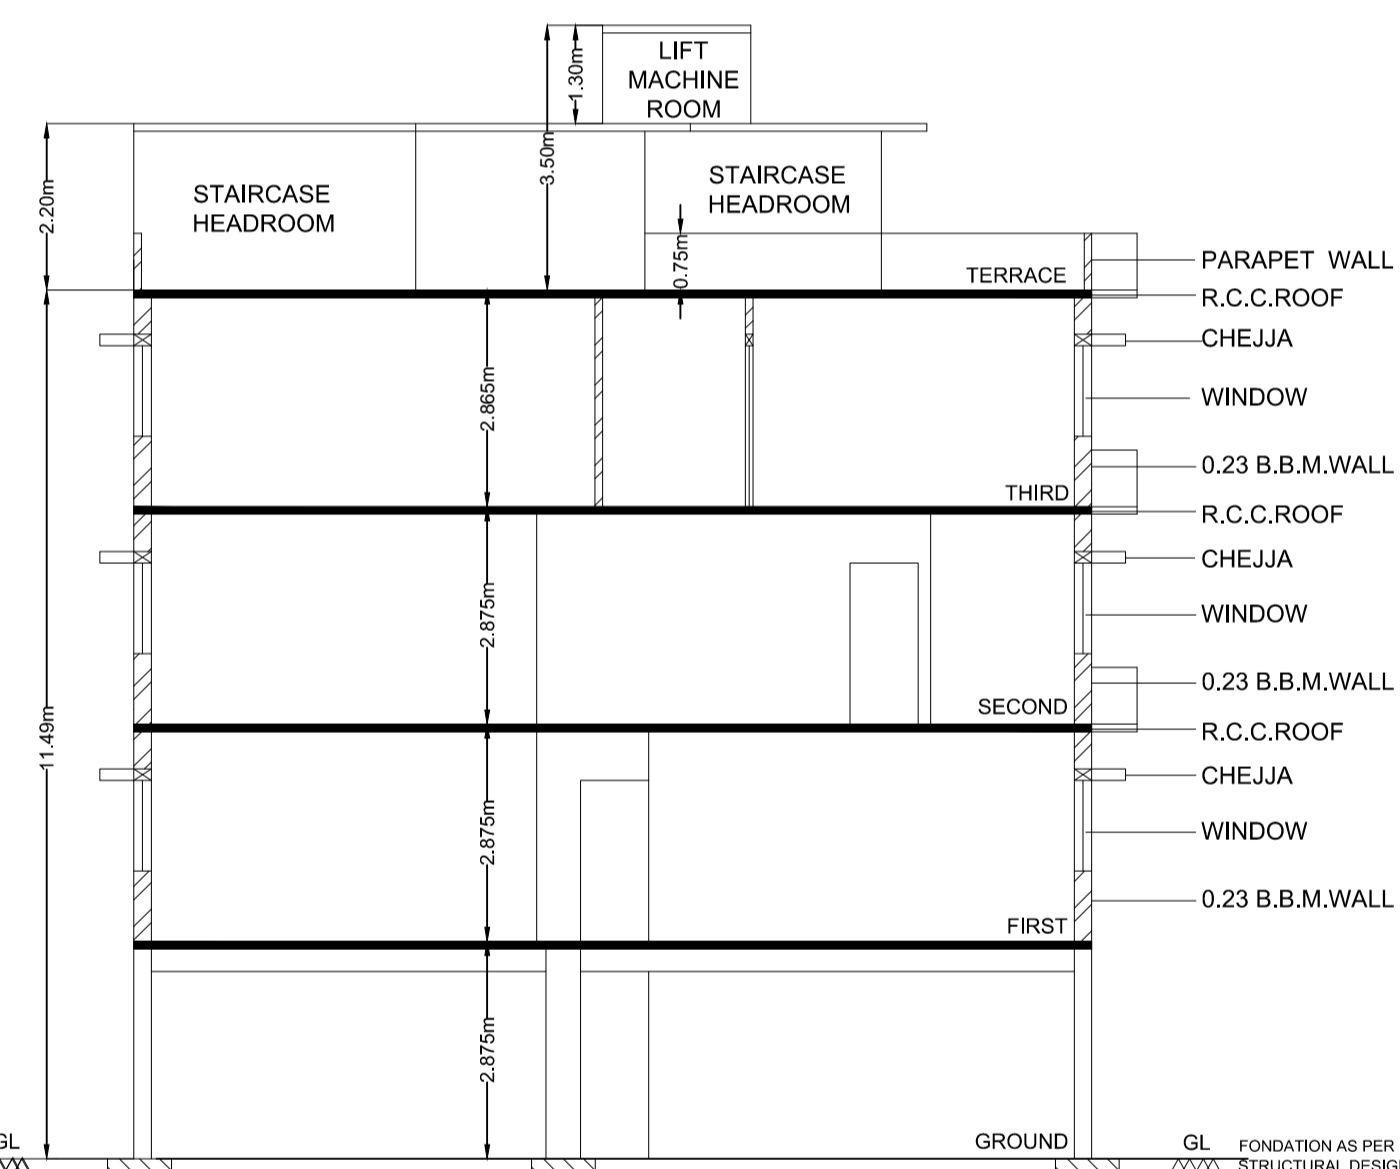 LIFT
MACHINE
ROOM
1.30m
3.50m
2.20m
STAIRCASE
HEADROOM
STAIRCASE
HEADROOM
0.75m
TERRACE
PARAPET WALL
R.C.C.ROOF
CHEJJA
WINDOW
2.865m
0.23 B.B.M.WALL
THIRD
R.C.C.ROOF
CHEJJA
WINDOW
2.875m
0.23 B.B.M.WALL
SECOND
R.C.C.ROOF
11.49m
CHEJJA
WINDOW
2.875m
0.23 B.B.M.WALL
FIRST
2.875m
GROUND
GL
GL
FONDATION AS PER
STRUCTURAL DESIG